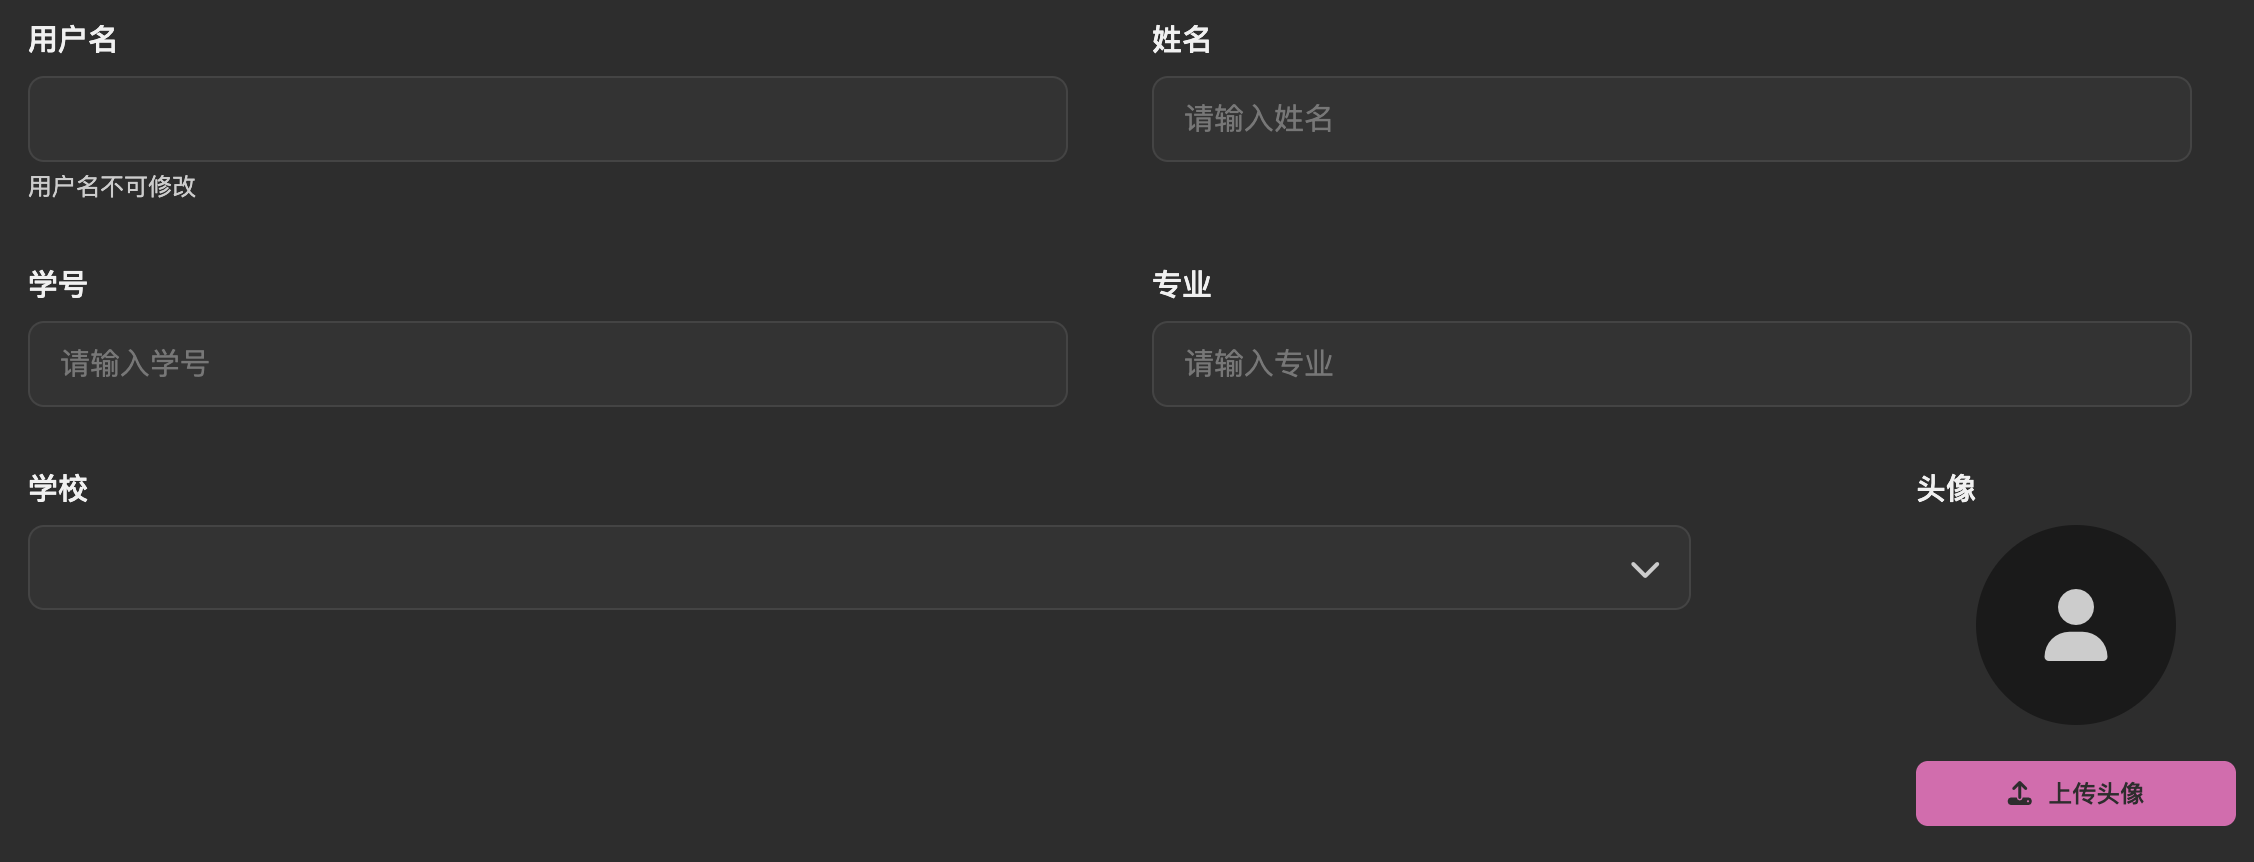 用户名
姓名
请输入姓名
用户名不可修改
学号
专业
请输入学号
请输入专业
学校
头像
上传头像